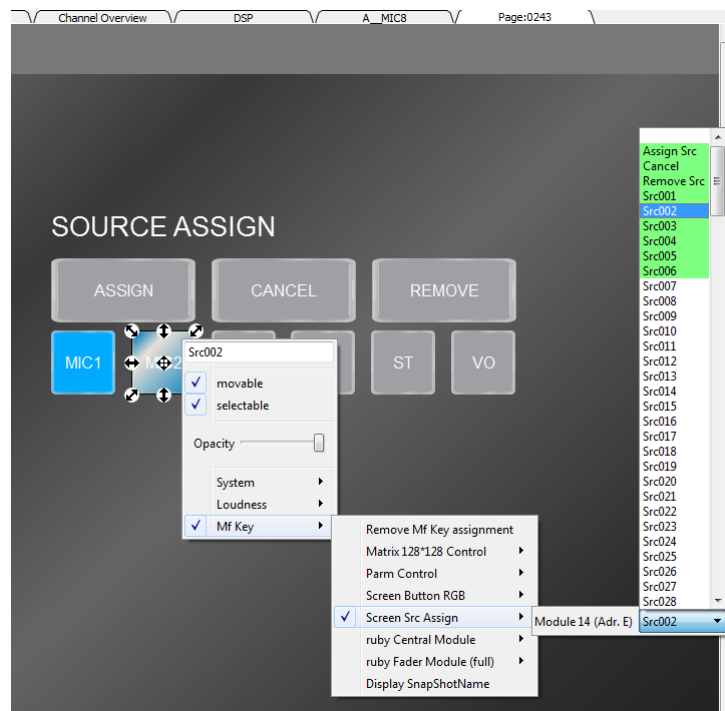 Channel Overview
DSP
A__MIC8
Page:0243
SOURCE ASSIGN
ASSIGN
CANCEL
REMOVE
MIC1
ST
VO
Src002
movable
selectable
Opacity
System
Loudness
Mf Key
Remove Mf Key assignment
Matrix 128*128 Control
Parm Control
Screen Button RGB
Screen Src Assign
ruby Central Module
ruby Fader Module (full)
Display SnapShotName
Module 14 (Adr. E)
Src002
Assign Src
Cancel
Remove Src
Src001
Src002
Src003
Src004
Src005
Src006
Src007
Src008
Src009
Src010
Src011
Src012
Src013
Src014
Src015
Src016
Src017
Src018
Src019
Src020
Src021
Src022
Src023
Src024
Src025
Src026
Src027
Src028